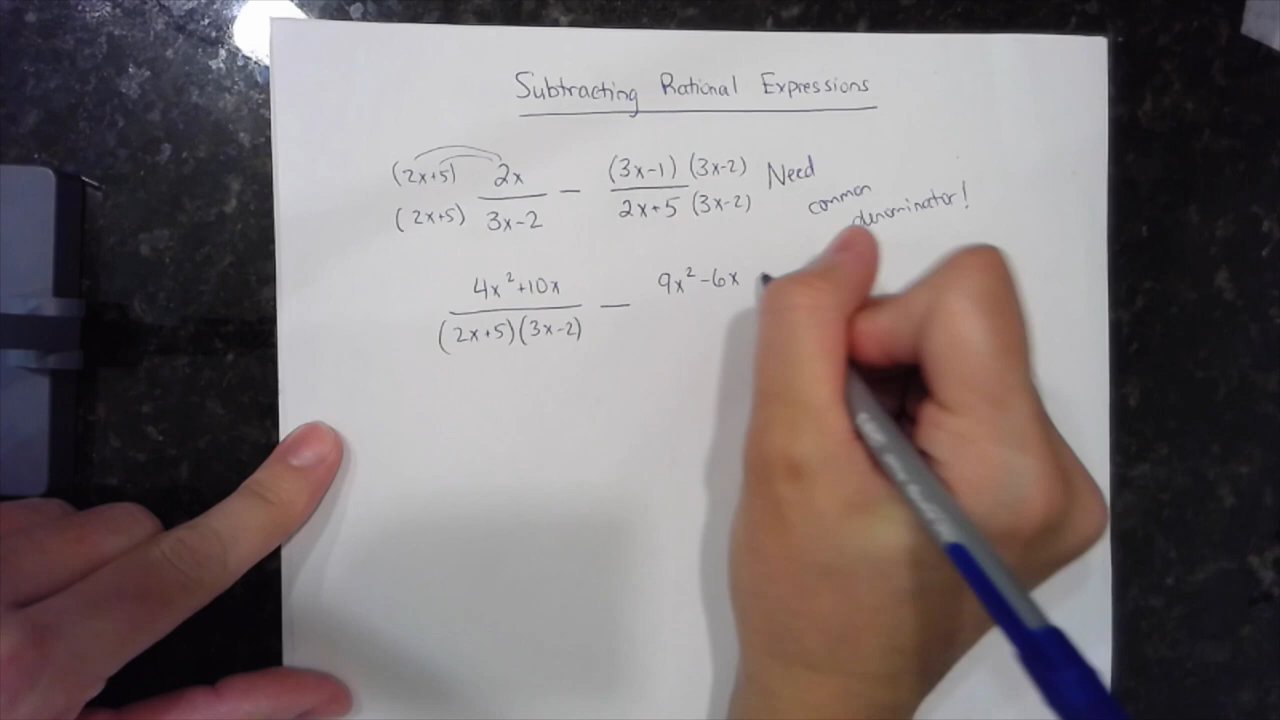 Subtracting Rational Expressions
(2x+5) 2x — (3x-1) (3x-2) Need
(2x+5) 3x-2 2x+5 (3x-2) common
denominator!
4x²+10x — 9x²-6x
(2x+5)(3x-2)